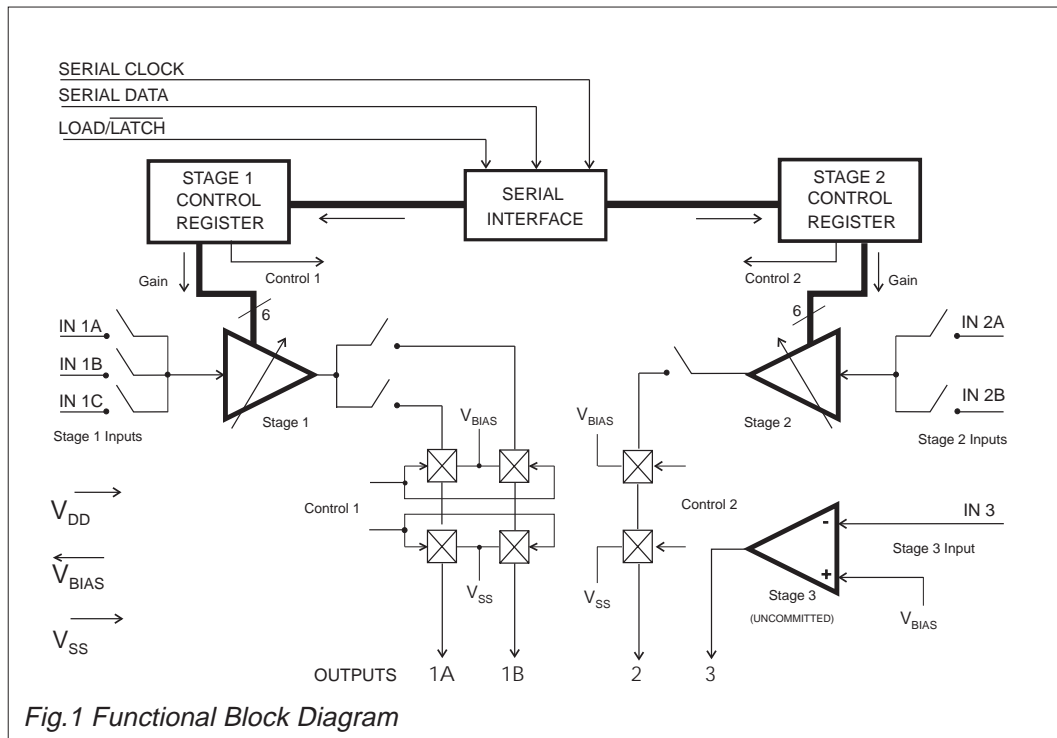 SERIAL CLOCK
SERIAL DATA
LOAD/LATCH
STAGE 1
CONTROL
REGISTER
SERIAL
INTERFACE
STAGE 2
CONTROL
REGISTER
Gain
Control 1
Control 2
Gain
6
6
IN 1A
IN 1B
IN 1C
Stage 1 Inputs
Stage 1
IN 2A
IN 2B
Stage 2
Stage 2 Inputs
VBIAS
VBIAS
Control 1
Control 2
VSS
VSS
VDD
VBIAS
VSS
IN 3
-
Stage 3 Input
+
Stage 3
(UNCOMMITTED)
VBIAS
OUTPUTS 1A 1B 2 3
Fig.1 Functional Block Diagram